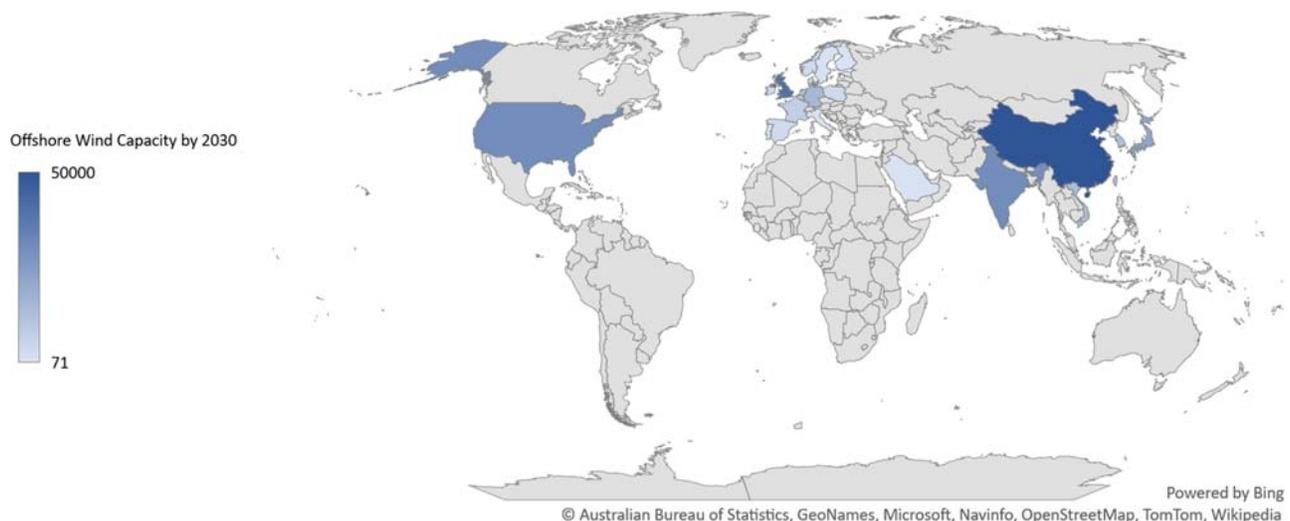 Offshore Wind Capacity by 2030
50000
71
Powered by Bing
© Australian Bureau of Statistics, GeoNames, Microsoft, Navinfo, OpenStreetMap, TomTom, Wikipedia